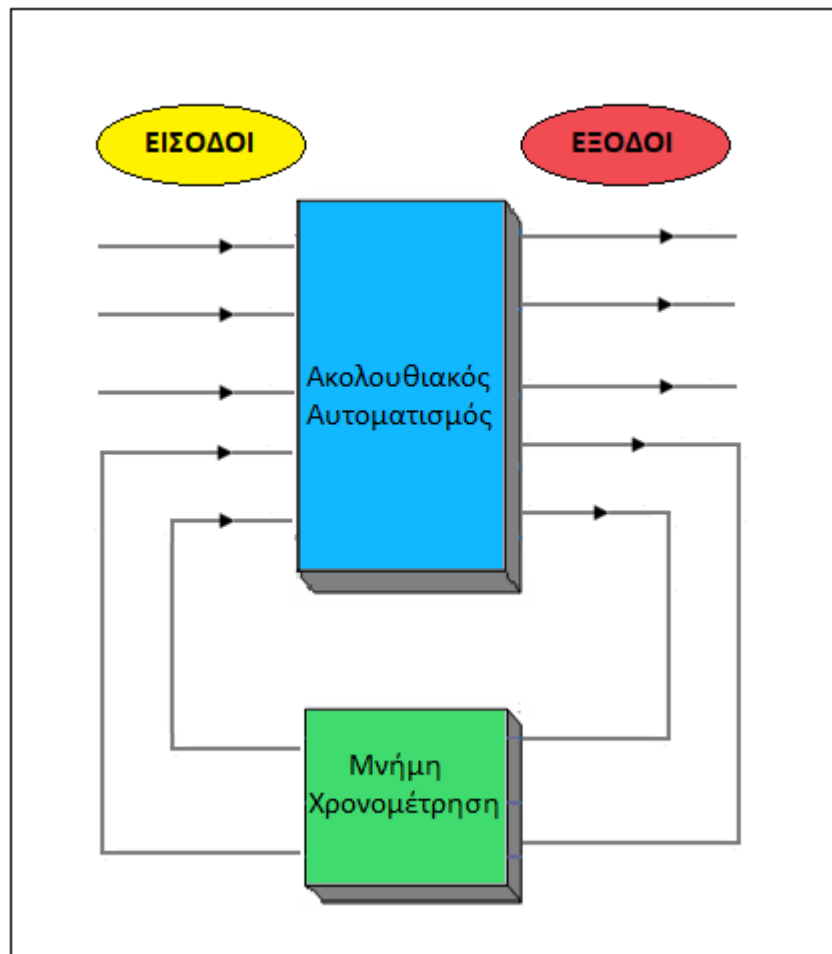 ΕΙΣΟΔΟΙ
ΕΞΟΔΟΙ
Ακολουθιακός
Αυτοματισμός
Μνήμη
Χρονομέτρηση